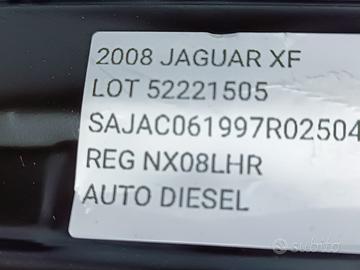 2008 JAGUAR XF
LOT 52221505
SAJAC061997R02504
REG NX08LHR
AUTO DIESEL
subito